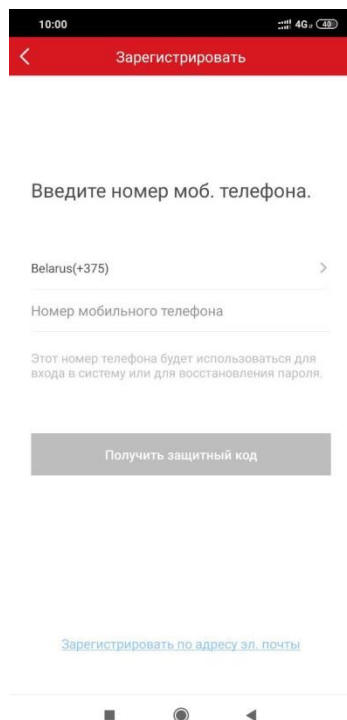 10:00 4G 40
Зарегистрировать
Введите номер моб. телефона.
Belarus(+375)
Номер мобильного телефона
Этот номер телефона будет использоваться для
входа в систему или для восстановления пароля.
Получить защитный код
Зарегистрировать по адресу эл. почты